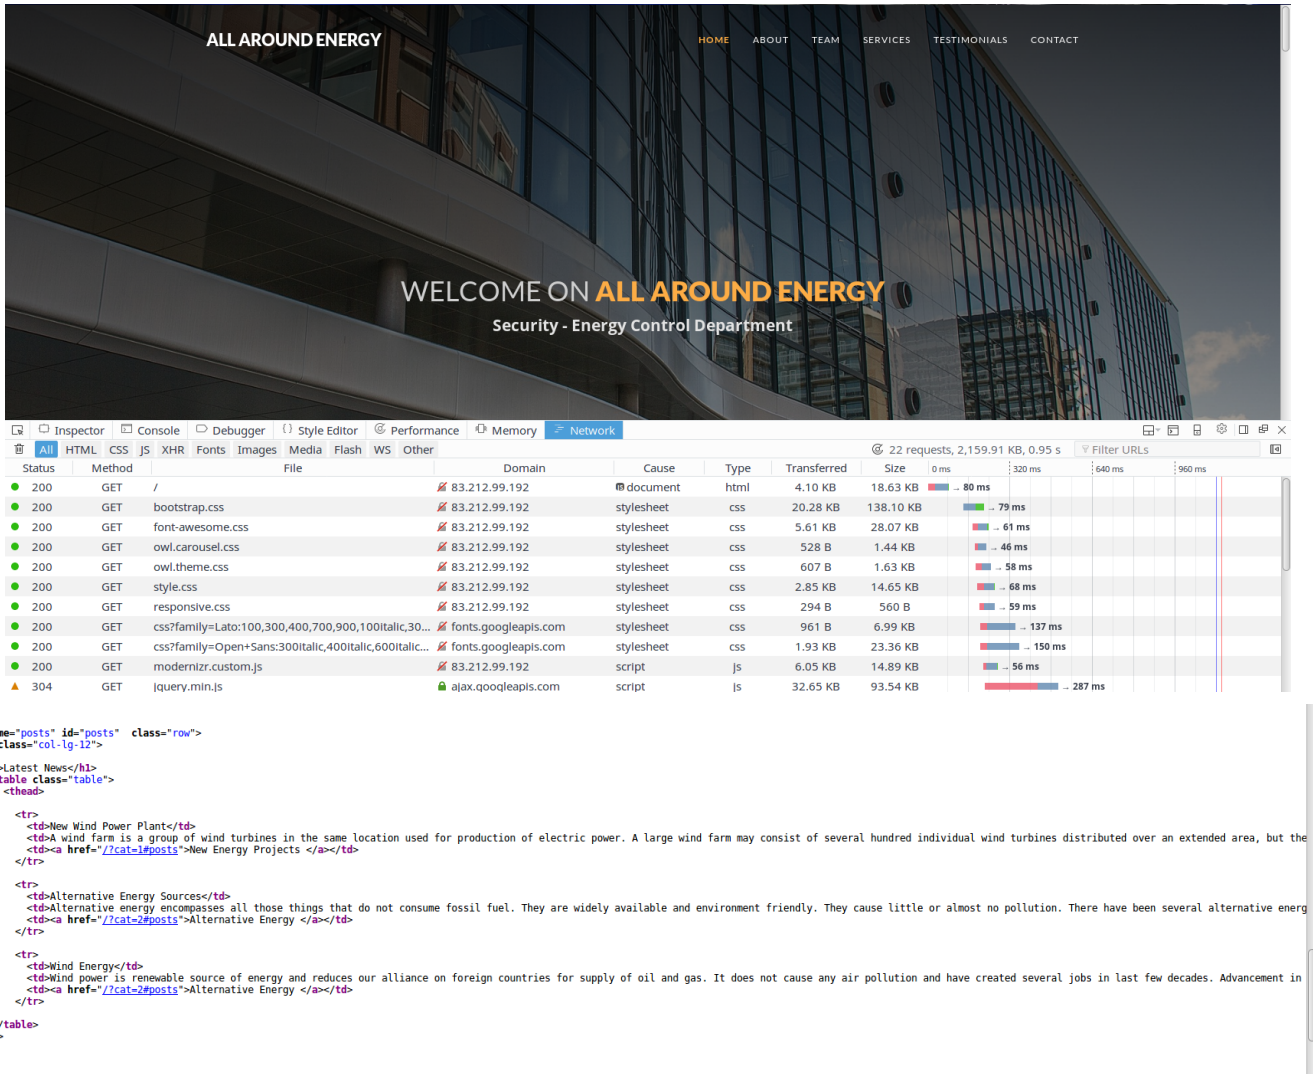 ALL AROUND ENERGY
HOME ABOUT TEAM SERVICES TESTIMONIALS CONTACT
WELCOME ON ALL AROUND ENERGY
Security - Energy Control Department
Inspector Console Debugger {} Style Editor Performance Memory Network
All HTML CSS JS XHR Fonts Images Media Flash WS Other 22 requests, 2,159.91 KB, 0.95 s Filter URLs
Status Method File Domain Cause Type Transferred Size 0 ms 320 ms 640 ms 960 ms
200 GET / 83.212.99.192 document html 4.10 KB 18.63 KB → 80 ms
200 GET bootstrap.css 83.212.99.192 stylesheet css 20.28 KB 138.10 KB → 79 ms
200 GET font-awesome.css 83.212.99.192 stylesheet css 5.61 KB 28.07 KB → 61 ms
200 GET owl.carousel.css 83.212.99.192 stylesheet css 528 B 1.44 KB → 46 ms
200 GET owl.theme.css 83.212.99.192 stylesheet css 607 B 1.63 KB → 58 ms
200 GET style.css 83.212.99.192 stylesheet css 2.85 KB 14.65 KB → 68 ms
200 GET responsive.css 83.212.99.192 stylesheet css 294 B 560 B → 59 ms
200 GET css?family=Lato:100,300,400,700,900,100italic,30... fonts.googleapis.com stylesheet css 961 B 6.99 KB → 137 ms
200 GET css?family=Open+Sans:300italic,400italic,600italic... fonts.googleapis.com stylesheet css 1.93 KB 23.36 KB → 150 ms
200 GET modernizr.custom.js 83.212.99.192 script js 6.05 KB 14.89 KB → 56 ms
304 GET jquery.min.js ajax.googleapis.com script js 32.65 KB 93.54 KB → 287 ms
me="posts" id="posts" class="row">
class="col-lg-12">
>Latest News</h1>
table class="table">
<thead>
<tr>
<td>New Wind Power Plant</td>
<td>A wind farm is a group of wind turbines in the same location used for production of electric power. A large wind farm may consist of several hundred individual wind turbines distributed over an extended area, but the
<td><a href="/?cat=1#posts">New Energy Projects </a></td>
</tr>
<tr>
<td>Alternative Energy Sources</td>
<td>Alternative energy encompasses all those things that do not consume fossil fuel. They are widely available and environment friendly. They cause little or almost no pollution. There have been several alternative energ
<td><a href="/?cat=2#posts">Alternative Energy </a></td>
</tr>
<tr>
<td>Wind Energy</td>
<td>Wind power is renewable source of energy and reduces our alliance on foreign countries for supply of oil and gas. It does not cause any air pollution and have created several jobs in last few decades. Advancement in
<td><a href="/?cat=2#posts">Alternative Energy </a></td>
</tr>
/table>
>